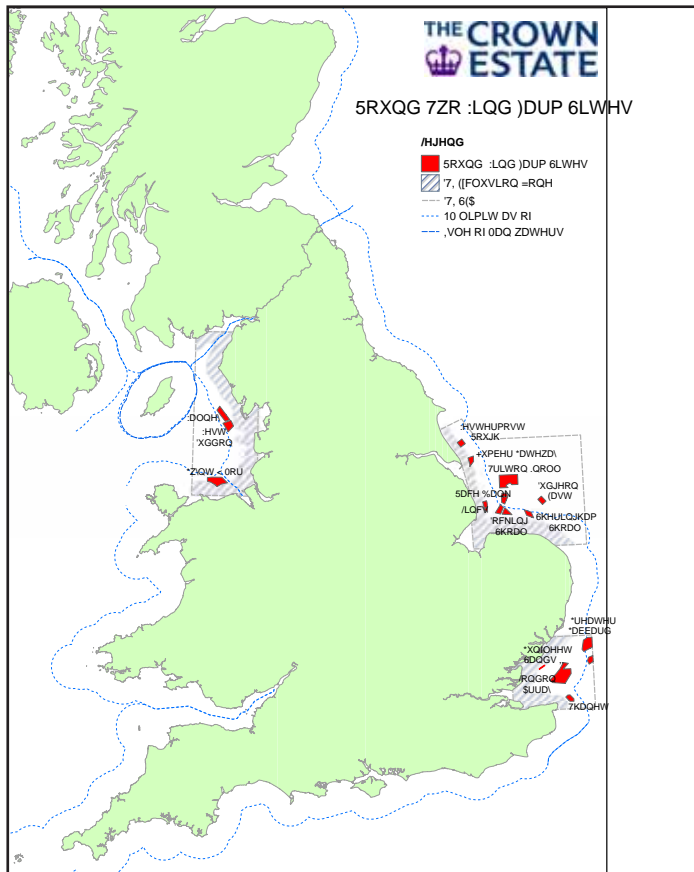 THE CROWN
ESTATE
5RXQG 7ZR :LQG )DUP 6LWHV
/HJHQG
5RXQG :LQG )DUP 6LWHV
'7, ([FOXVLRQ =RQH
'7, 6($
10 OLPLW DV RI
,VOH RI 0DQ ZDWHUV
:DOQH\
:HVW
'XGGRQ
*Z\QW < 0RU
HVWHUPRVW
5RXJK
+XPEHU *DWHZD\
7ULWRQ .QROO
'XGJHRQ
(DVW
5DFH %DQN
/LQFV
'RFNLQJ
6KRDO
6KHULQJKDP
6KRDO
*UHDWHU
*DEEDUG
*XQIOHHW
6DQGV ,,
/RQGRQ
$UUD\
7KDQHW